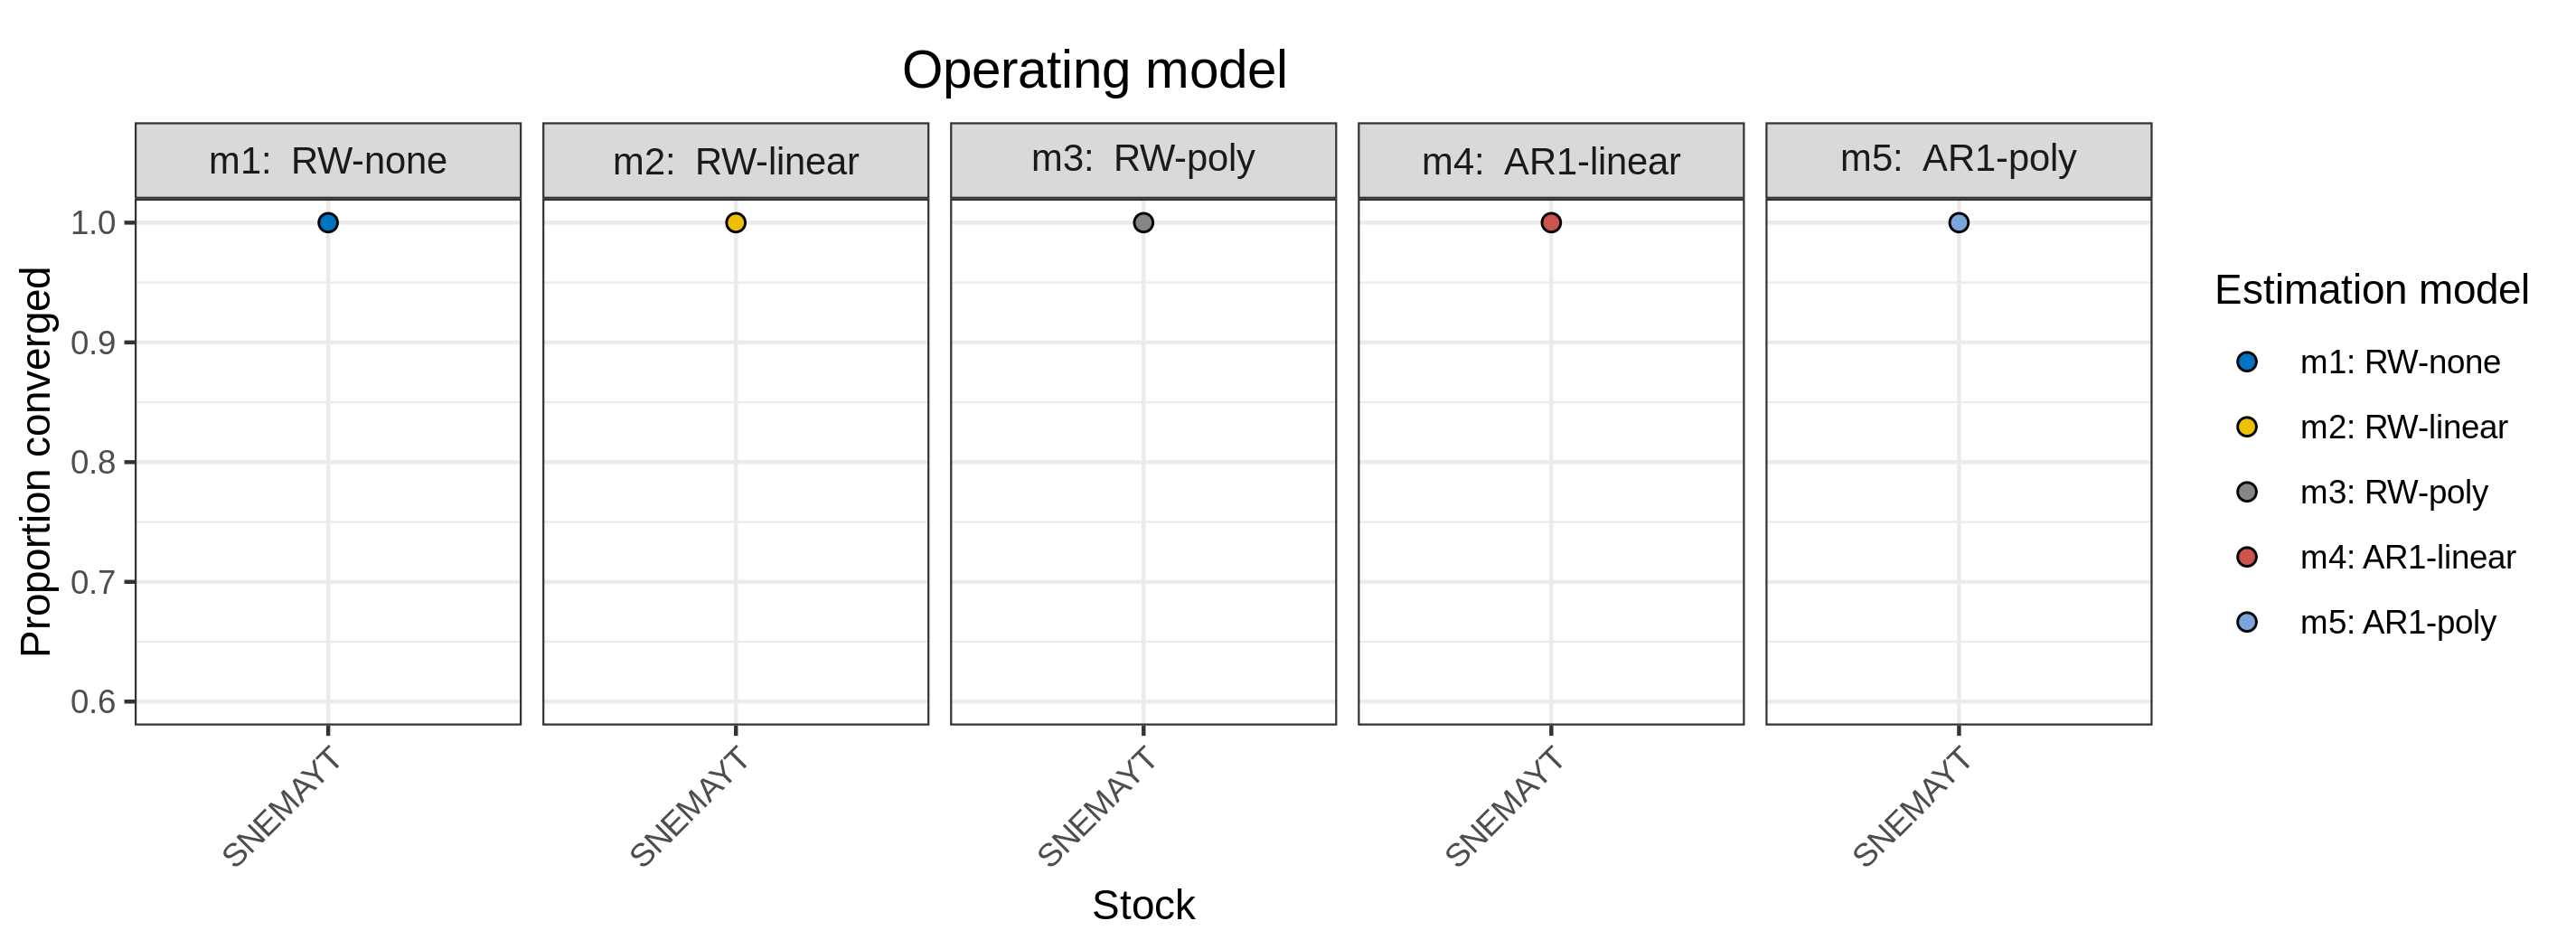 Operating model
m1: RW-none
m2: RW-linear
m3: RW-poly
m4: AR1-linear
m5: AR1-poly
Proportion converged
1.0
0.9
0.8
0.7
0.6
SNEMAYT
SNEMAYT
SNEMAYT
SNEMAYT
SNEMAYT
Stock
Estimation model
m1: RW-none
m2: RW-linear
m3: RW-poly
m4: AR1-linear
m5: AR1-poly